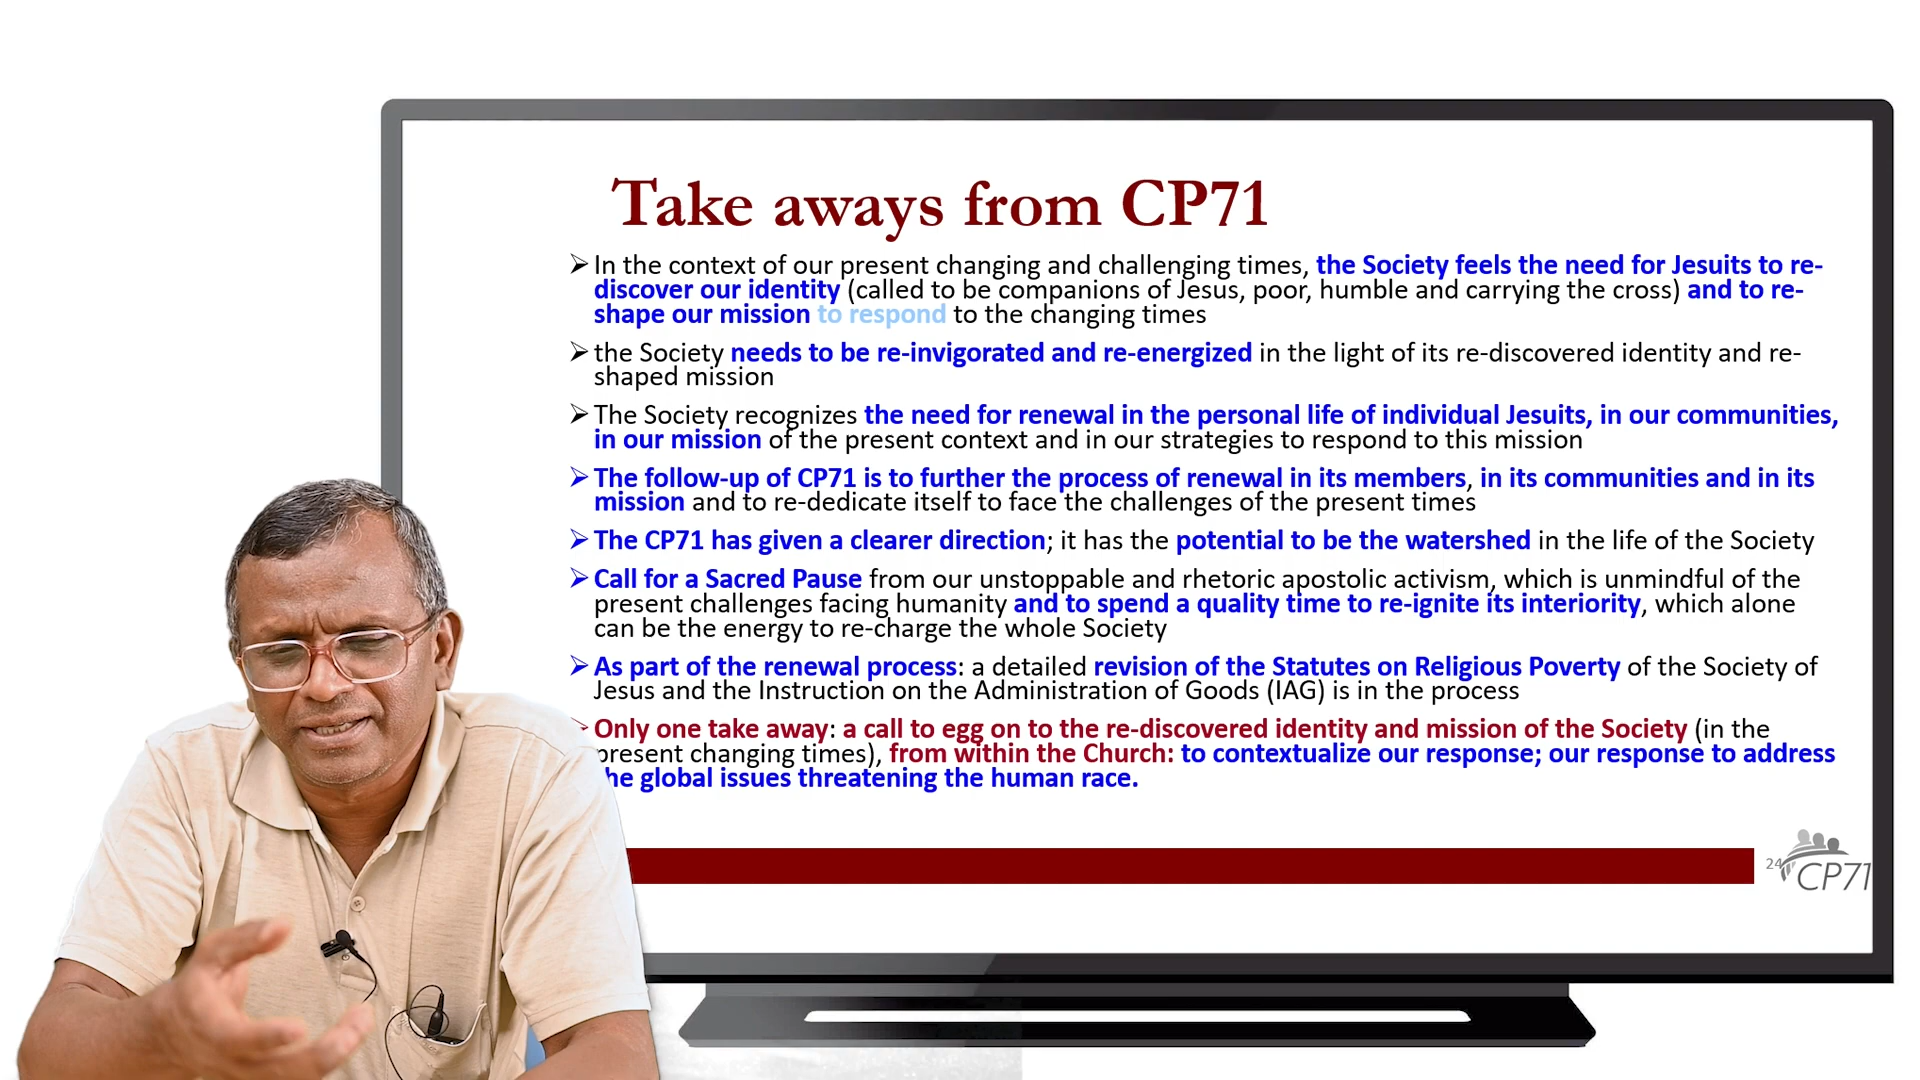 Take aways from CP71
In the context of our present changing and challenging times, the Society feels the need for Jesuits to re-
discover our identity (called to be companions of Jesus, poor, humble and carrying the cross) and to re-
shape our mission to respond to the changing times
the Society needs to be re-invigorated and re-energized in the light of its re-discovered identity and re-
shaped mission
The Society recognizes the need for renewal in the personal life of individual Jesuits, in our communities,
in our mission of the present context and in our strategies to respond to this mission
The follow-up of CP71 is to further the process of renewal in its members, in its communities and in its
mission and to re-dedicate itself to face the challenges of the present times
The CP71 has given a clearer direction; it has the potential to be the watershed in the life of the Society
Call for a Sacred Pause from our unstoppable and rhetoric apostolic activism, which is unmindful of the
present challenges facing humanity and to spend a quality time to re-ignite its interiority, which alone
can be the energy to re-charge the whole Society
As part of the renewal process: a detailed revision of the Statutes on Religious Poverty of the Society of
Jesus and the Instruction on the Administration of Goods (IAG) is in the process
Only one take away: a call to egg on to the re-discovered identity and mission of the Society (in the
present changing times), from within the Church: to contextualize our response; our response to address
he global issues threatening the human race.
24
CP71